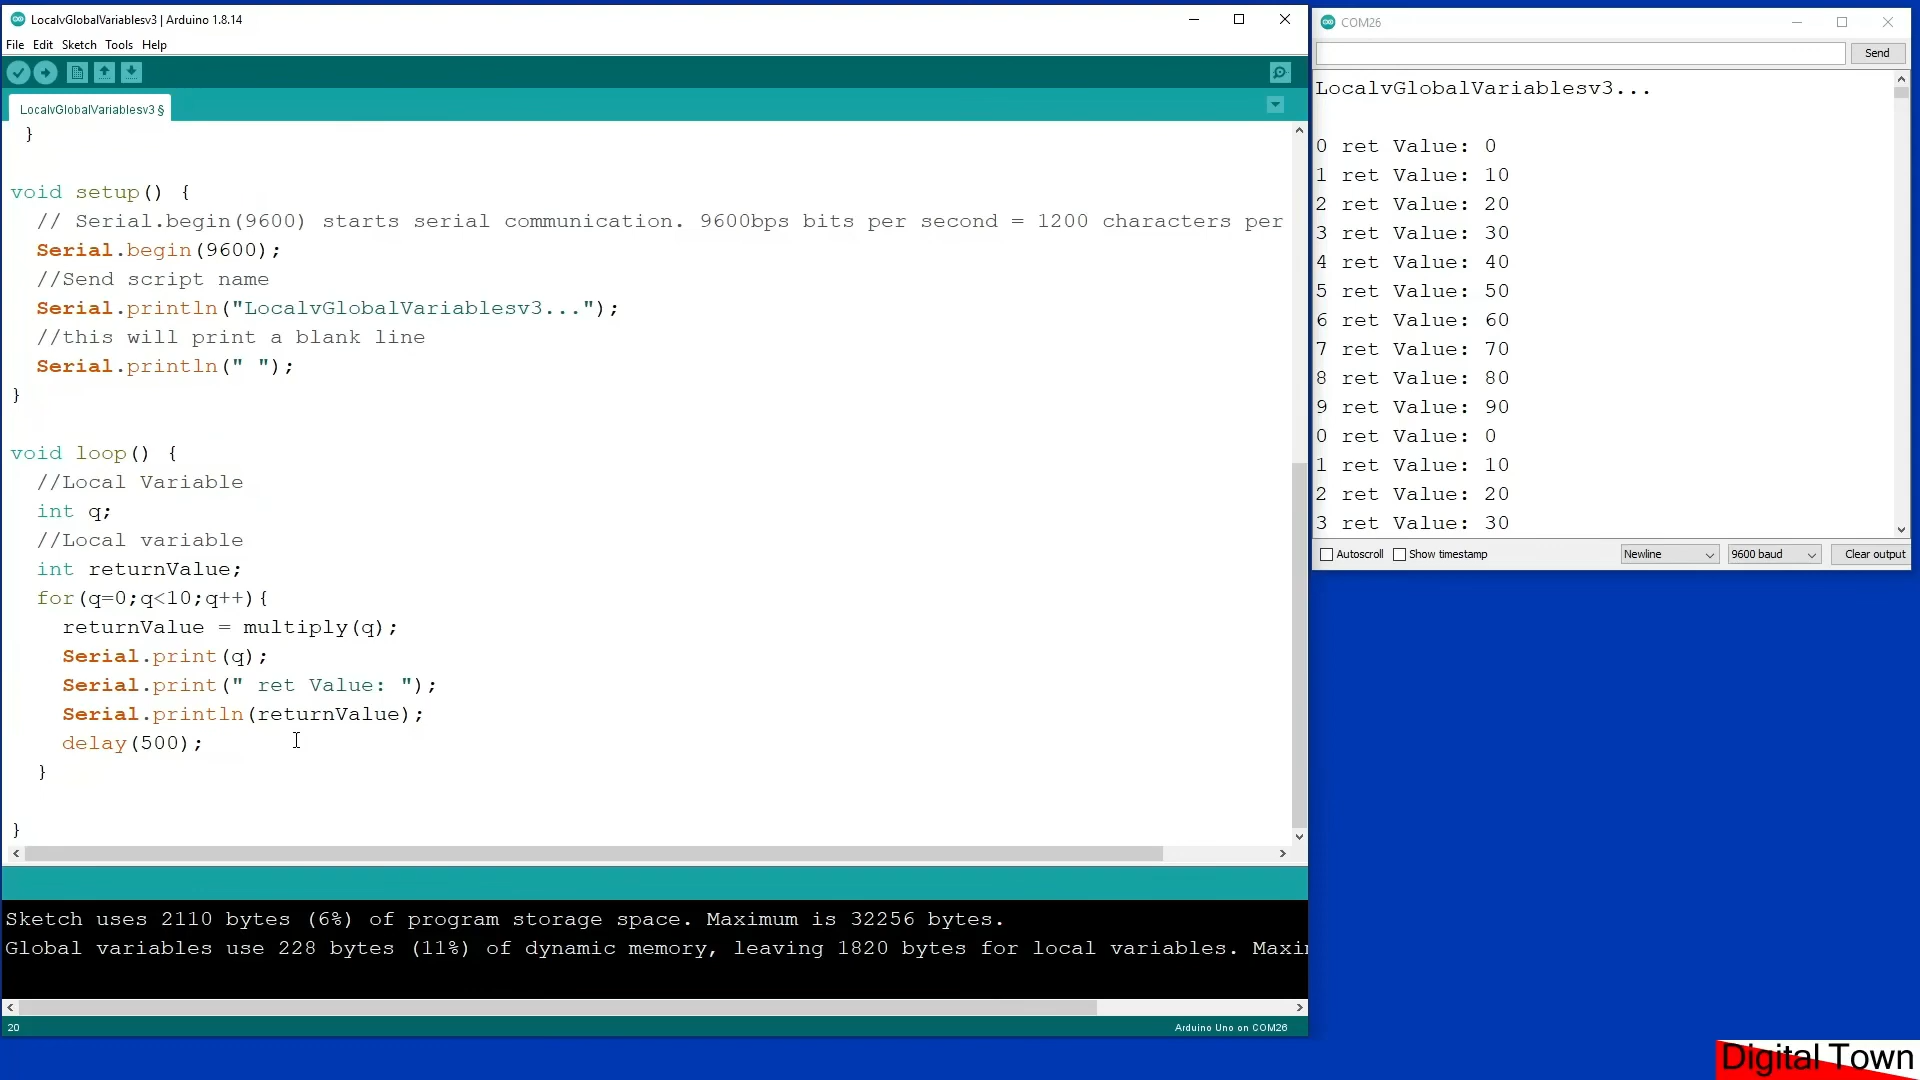 LocalvGlobalVariablesv3 | Arduino 1.8.14
File Edit Sketch Tools Help
LocalvGlobalVariablesv3 §
}
void setup() {
// Serial.begin(9600) starts serial communication. 9600bps bits per second = 1200 characters per
Serial.begin(9600);
//Send script name
Serial.println("LocalvGlobalVariablesv3...");
//this will print a blank line
Serial.println(" ");
}
void loop() {
//Local Variable
int q;
//Local variable
int returnValue;
for(q=0;q<10;q++){
returnValue = multiply(q);
Serial.print(q);
Serial.print(" ret Value: ");
Serial.println(returnValue);
delay(500);
}
}
Sketch uses 2110 bytes (6%) of program storage space. Maximum is 32256 bytes.
Global variables use 228 bytes (11%) of dynamic memory, leaving 1820 bytes for local variables.
20
Arduino Uno on COM26
COM26
Send
LocalvGlobalVariablesv3...
0 ret Value: 0
1 ret Value: 10
2 ret Value: 20
3 ret Value: 30
4 ret Value: 40
5 ret Value: 50
6 ret Value: 60
7 ret Value: 70
8 ret Value: 80
9 ret Value: 90
0 ret Value: 0
1 ret Value: 10
2 ret Value: 20
3 ret Value: 30
Autoscroll Show timestamp Newline 9600 baud Clear output
Digital Town